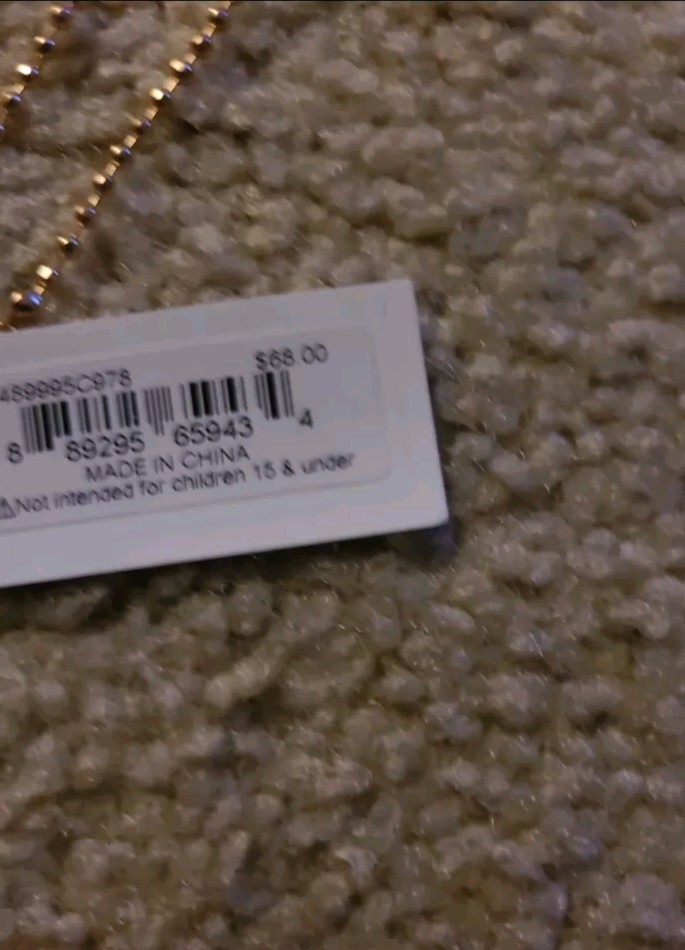 $68.00
489995C978
8 89295 65943 4
MADE IN CHINA
⚠Not intended for children 15 & under